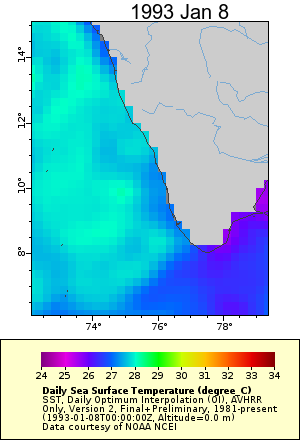 1993 Jan 8
14°
12°
10°
8°
74° 76° 78°
24 25 26 27 28 29 30 31 32 33 34
Daily Sea Surface Temperature (degree_C)
SST, Daily Optimum Interpolation (OI), AVHRR
Only, Version 2, Final+Preliminary, 1981-present
(1993-01-08T00:00:00Z, Altitude=0.0 m)
Data courtesy of NOAA NCEI